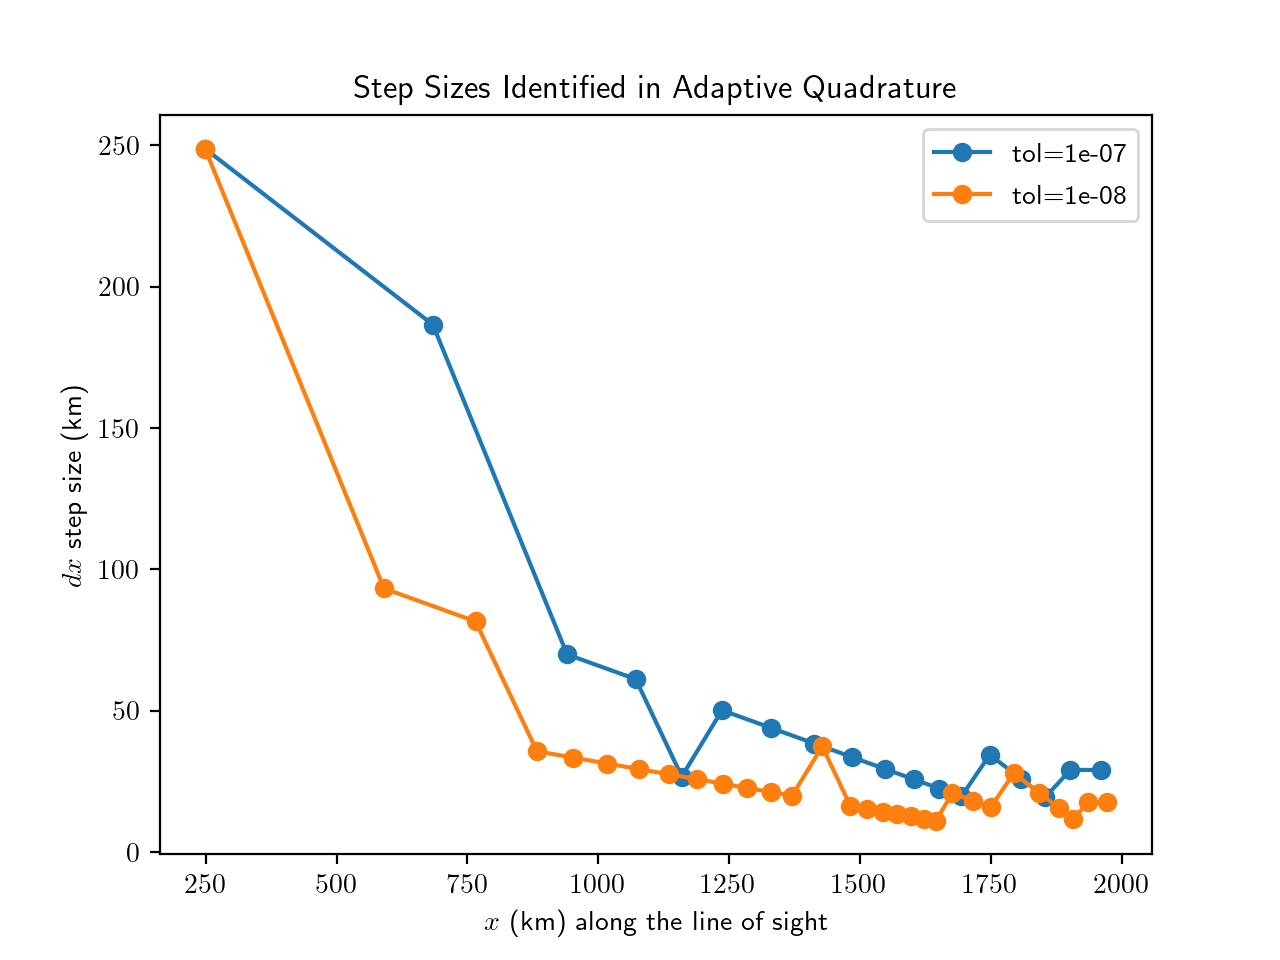 Step Sizes Identified in Adaptive Quadrature
tol=1e-07
tol=1e-08
250
200
150
100
50
0
dx step size (km)
250 500 750 1000 1250 1500 1750 2000
x (km) along the line of sight